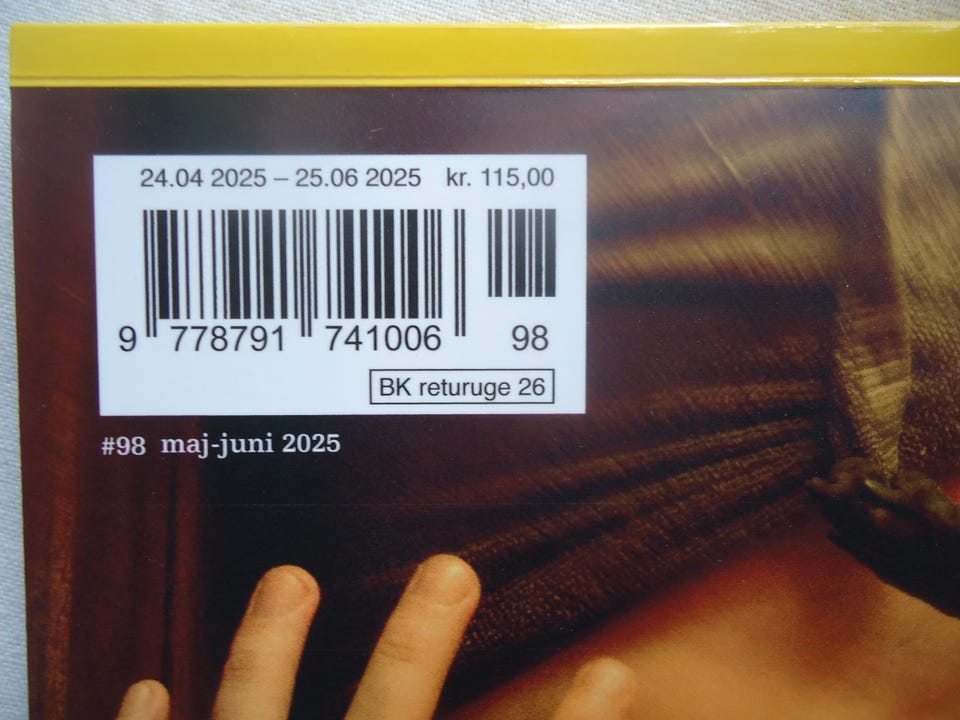 24.04 2025 – 25.06 2025 kr. 115,00
9 778791 741006 98
BK returuge 26
#98 maj-juni 2025